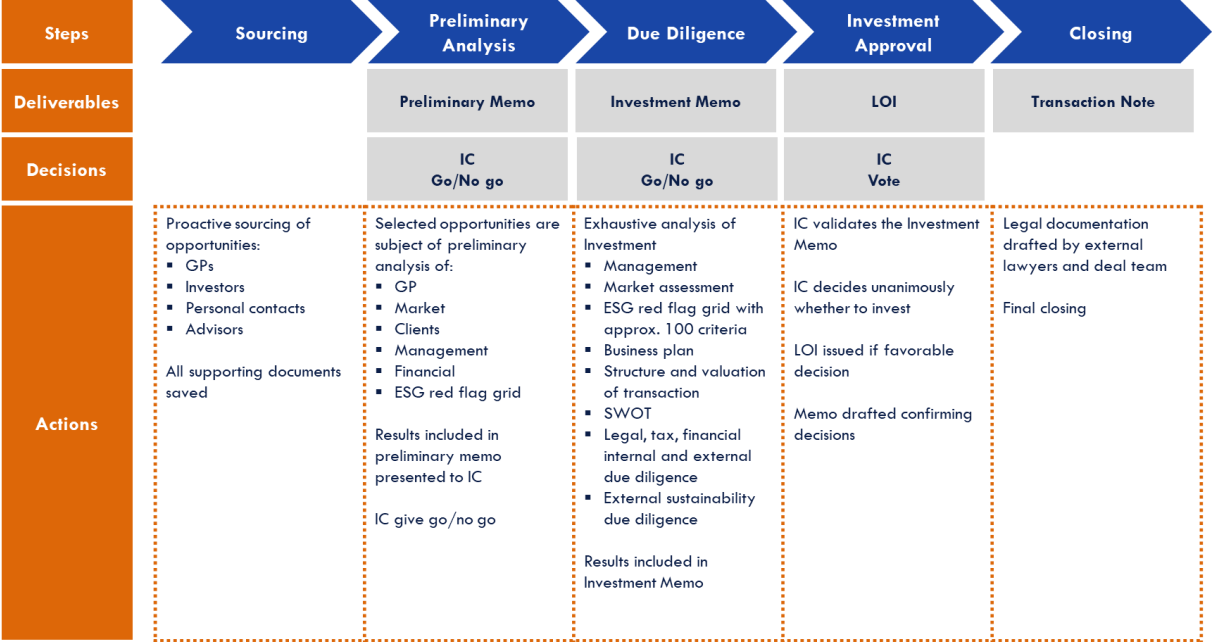 Steps
Sourcing
Preliminary
Analysis
Due Diligence
Investment
Approval
Closing
Deliverables
Preliminary Memo
Investment Memo
LOI
Transaction Note
Decisions
IC
Go/No go
IC
Go/No go
IC
Vote
Actions
Proactive sourcing of
opportunities:
▪ GPs
▪ Investors
▪ Personal contacts
▪ Advisors
All supporting documents
saved
Selected opportunities are
subject of preliminary
analysis of:
▪ GP
▪ Market
▪ Clients
▪ Management
▪ Financial
▪ ESG red flag grid
Results included in
preliminary memo
presented to IC
IC give go/no go
Exhaustive analysis of
Investment
▪ Management
▪ Market assessment
▪ ESG red flag grid with
approx. 100 criteria
▪ Business plan
▪ Structure and valuation
of transaction
▪ SWOT
▪ Legal, tax, financial
internal and external
due diligence
▪ External sustainability
due diligence
Results included in
Investment Memo
IC validates the Investment
Memo
IC decides unanimously
whether to invest
LOI issued if favorable
decision
Memo drafted confirming
decisions
Legal documentation
drafted by external
lawyers and deal team
Final closing